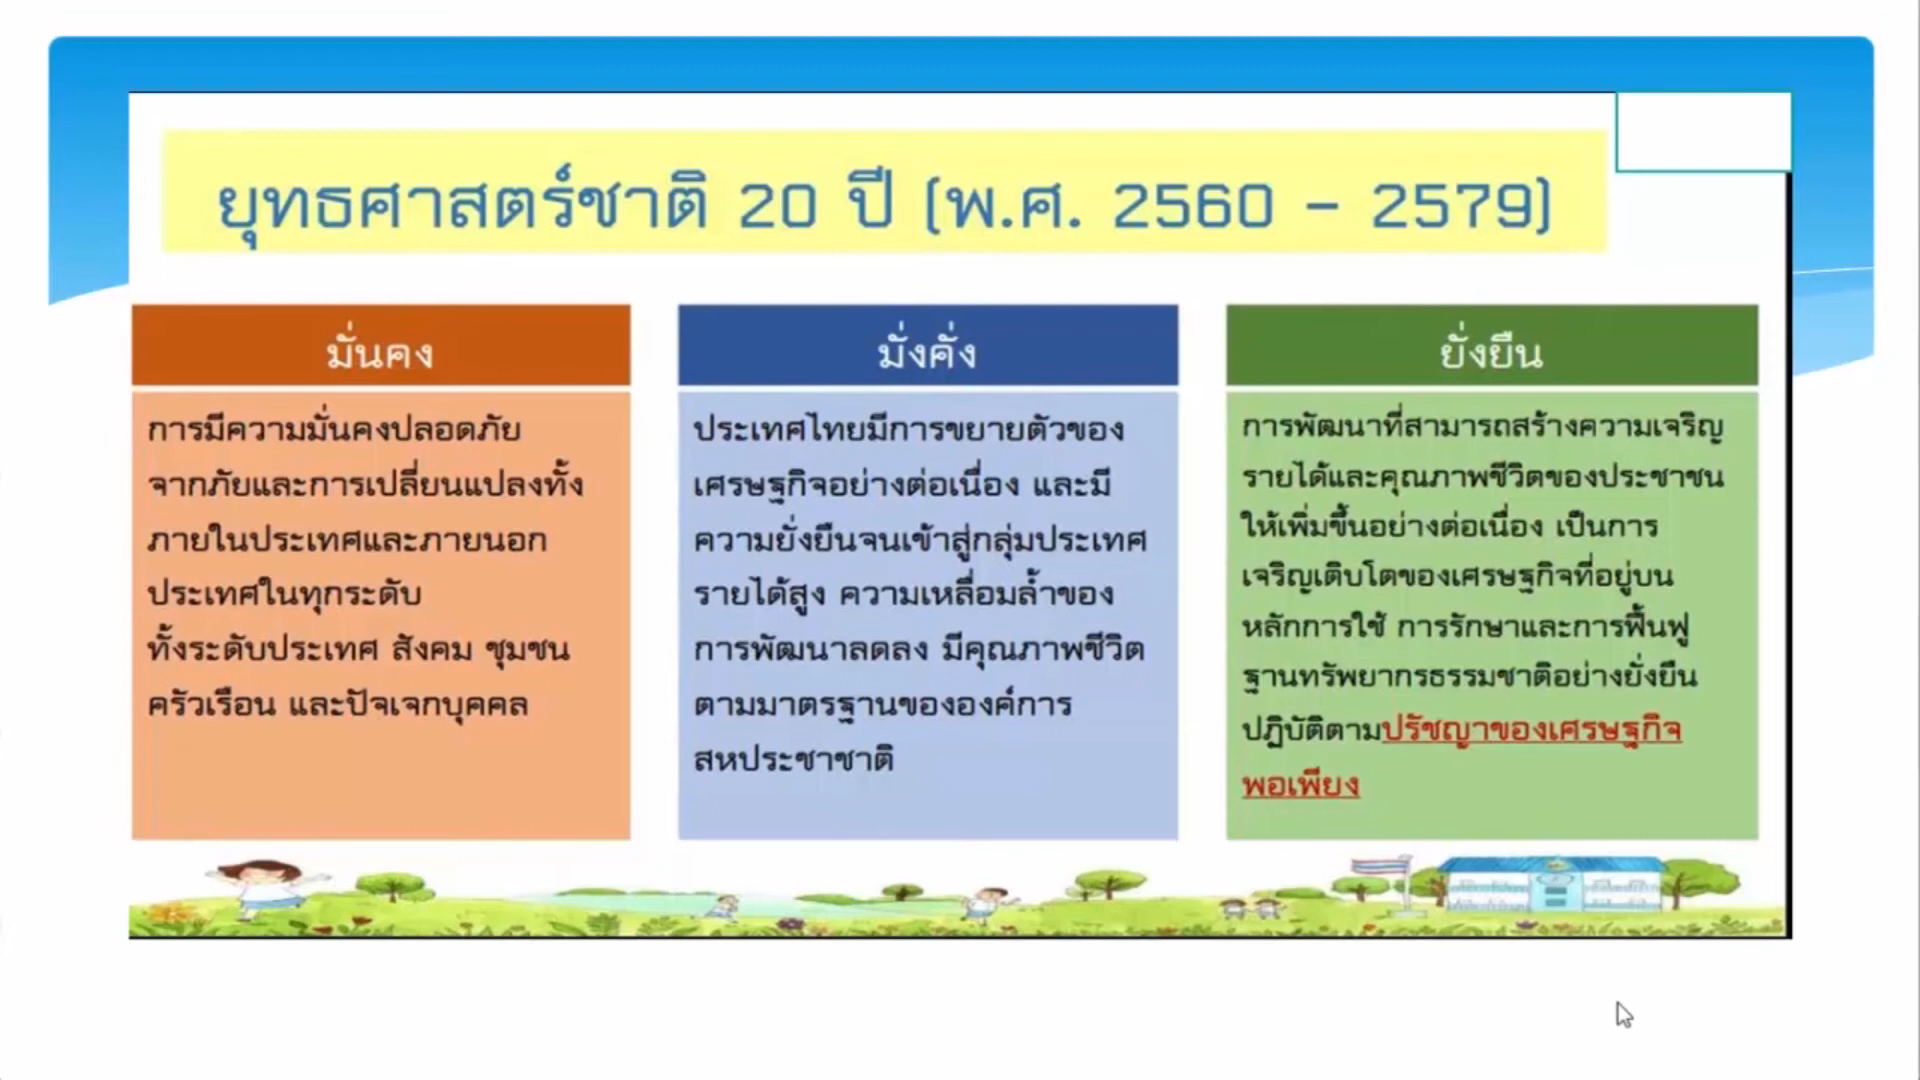 ยุทธศาสตร์ชาติ 20 ปี (พ.ศ. 2560 – 2579)
มั่นคง
การมีความมั่นคงปลอดภัย
จากภัยและการเปลี่ยนแปลงทั้ง
ภายในประเทศและภายนอก
ประเทศในทุกระดับ
ทั้งระดับประเทศ สังคม ชุมชน
ครัวเรือน และปัจเจกบุคคล
มั่งคั่ง
ประเทศไทยมีการขยายตัวของ
เศรษฐกิจอย่างต่อเนื่อง และมี
ความยั่งยืนจนเข้าสู่กลุ่มประเทศ
รายได้สูง ความเหลื่อมล้ำของ
การพัฒนาลดลง มีคุณภาพชีวิต
ตามมาตรฐานขององค์การ
สหประชาชาติ
ยั่งยืน
การพัฒนาที่สามารถสร้างความเจริญ
รายได้และคุณภาพชีวิตของประชาชน
ให้เพิ่มขึ้นอย่างต่อเนื่อง เป็นการ
เจริญเติบโตของเศรษฐกิจที่อยู่บน
หลักการใช้ การรักษาและการฟื้นฟู
ฐานทรัพยากรธรรมชาติอย่างยั่งยืน
ปฏิบัติตามปรัชญาของเศรษฐกิจ
พอเพียง